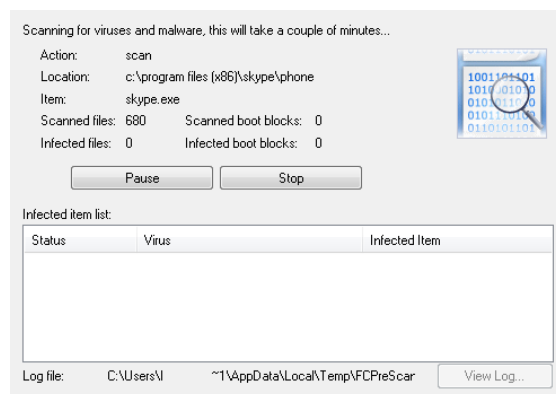 Scanning for viruses and malware, this will take a couple of minutes...
Action: scan
Location: c:\program files (x86)\skype\phone
Item: skype.exe
Scanned files: 680 Scanned boot blocks: 0
Infected files: 0 Infected boot blocks: 0
1001101101
Pause Stop
Infected item list:
Status Virus Infected Item
Log file: C:\Users\I ~1\AppData\Local\Temp\FCPreScar View Log...